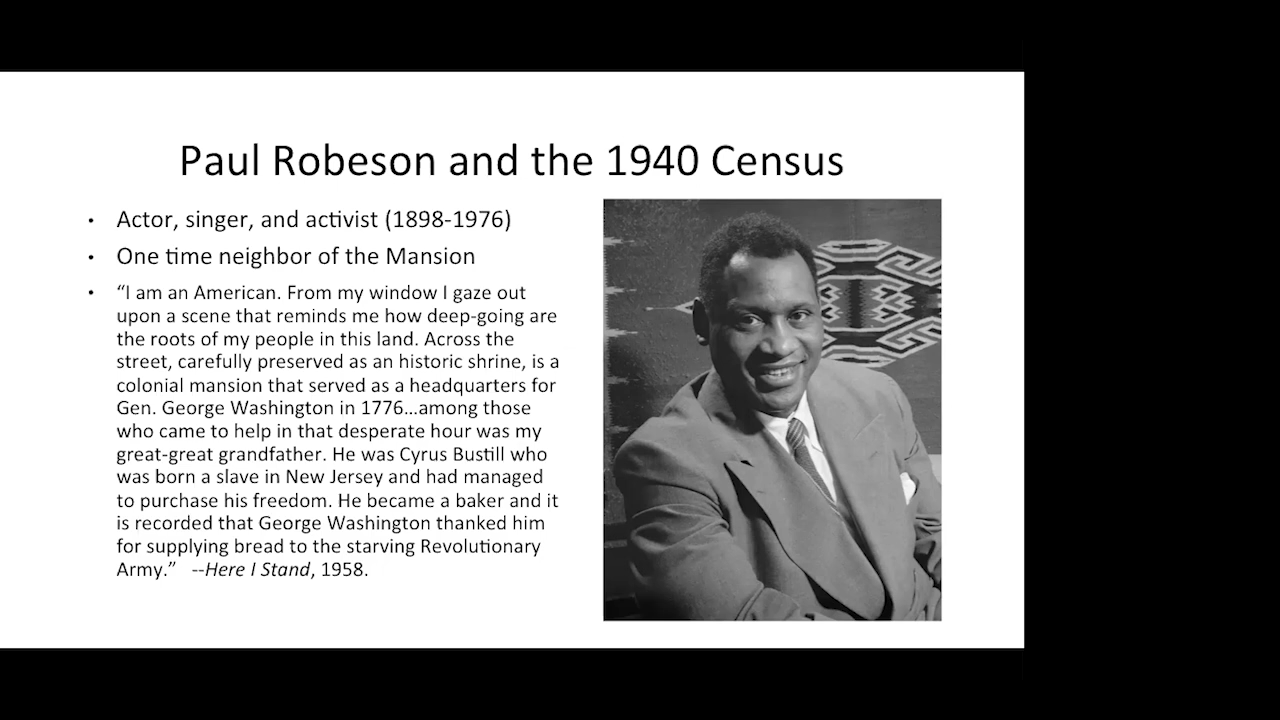 Paul Robeson and the 1940 Census
• Actor, singer, and activist (1898-1976)
• One time neighbor of the Mansion
• “I am an American. From my window I gaze out
upon a scene that reminds me how deep-going are
the roots of my people in this land. Across the
street, carefully preserved as an historic shrine, is a
colonial mansion that served as a headquarters for
Gen. George Washington in 1776…among those
who came to help in that desperate hour was my
great-great grandfather. He was Cyrus Bustill who
was born a slave in New Jersey and had managed
to purchase his freedom. He became a baker and it
is recorded that George Washington thanked him
for supplying bread to the starving Revolutionary
Army.” --Here I Stand, 1958.